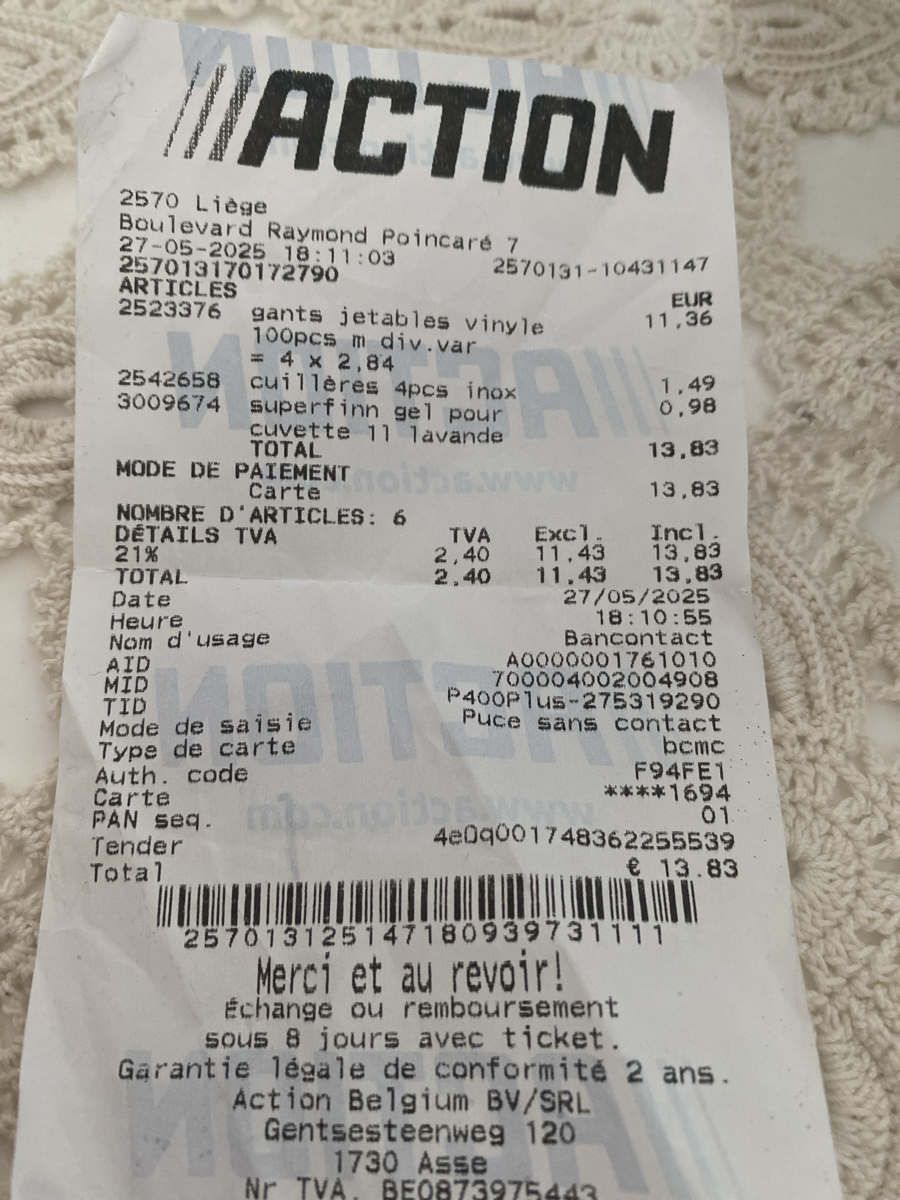 ACTION
2570 Liège
Boulevard Raymond Poincaré 7
27-05-2025 18:11:03 2570131-10431147
257013170172790
ARTICLES EUR
2523376 gants jetables vinyle 11,36
100pcs m div.var
= 4 x 2,84
2542658 cuillères 4pcs inox 1,49
3009674 superfinn gel pour 0,98
cuvette 1l lavande
TOTAL 13,83
MODE DE PAIEMENT
Carte 13,83
NOMBRE D'ARTICLES: 6
DÉTAILS TVA TVA Excl. Incl.
21% 2,40 11,43 13,83
TOTAL 2,40 11,43 13,83
Date 27/05/2025
Heure 18:10:55
Nom d'usage Bancontact
AID A0000001761010
MID 700004002004908
TID P400Plus-275319290
Mode de saisie Puce sans contact
Type de carte bcmc
Auth. code F94FE1
Carte ****1694
PAN seq. 01
Tender 4e0q001748362255539
Total € 13.83
257013125147180939731111
Merci et au revoir!
Échange ou remboursement
sous 8 jours avec ticket.
Garantie légale de conformité 2 ans.
Action Belgium BV/SRL
Gentsesteenweg 120
1730 Asse
Nr TVA. BE0873975443